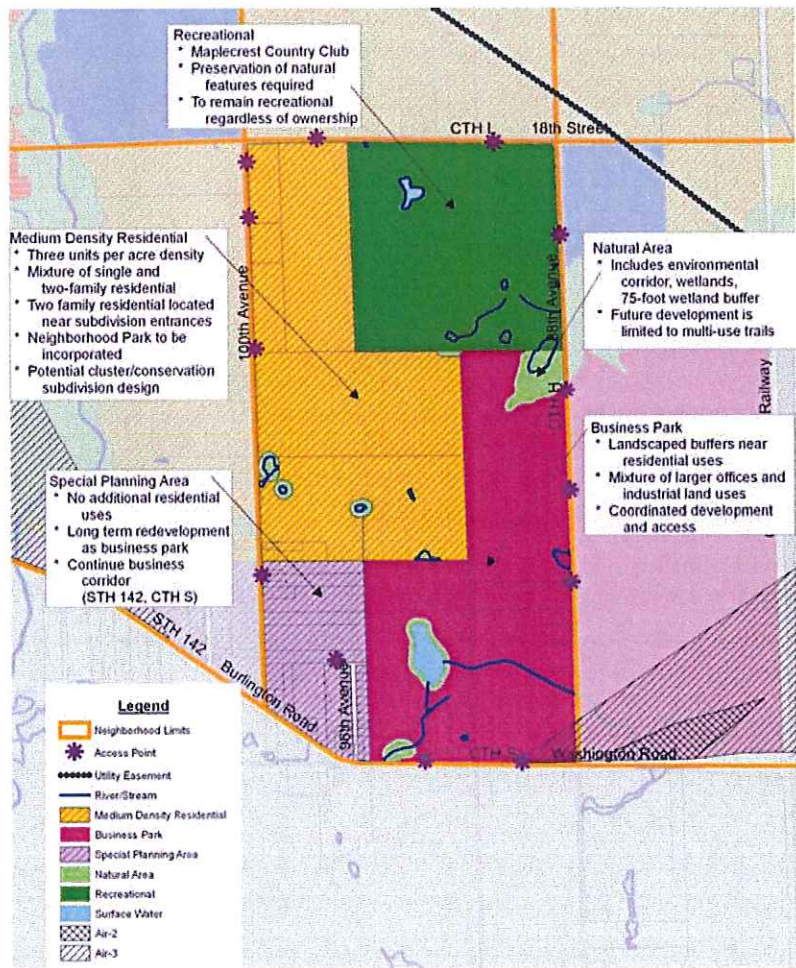 Recreational
* Maplecrest Country Club
* Preservation of natural
features required
* To remain recreational
regardless of ownership
CTH L
18th Street
Medium Density Residential
* Three units per acre density
* Mixture of single and
two-family residential
* Two family residential located
near subdivision entrances
* Neighborhood Park to be
incorporated
* Potential cluster/conservation
subdivision design
100th Avenue
88th Avenue
CTH H
Natural Area
* Includes environmental
corridor, wetlands,
75-foot wetland buffer
* Future development is
limited to multi-use trails
Railway
Business Park
* Landscaped buffers near
residential uses
* Mixture of larger offices and
industrial land uses
* Coordinated development
and access
Special Planning Area
* No additional residential
uses
* Long term redevelopment
as business park
* Continue business
corridor
(STH 142, CTH S)
STH 142
Burlington Road
96th Avenue
CTH S
Washington Road
Legend
Neighborhood Limits
Access Point
Utility Easement
River/Stream
Medium Density Residential
Business Park
Special Planning Area
Natural Area
Recreational
Surface Water
Air-2
Air-3